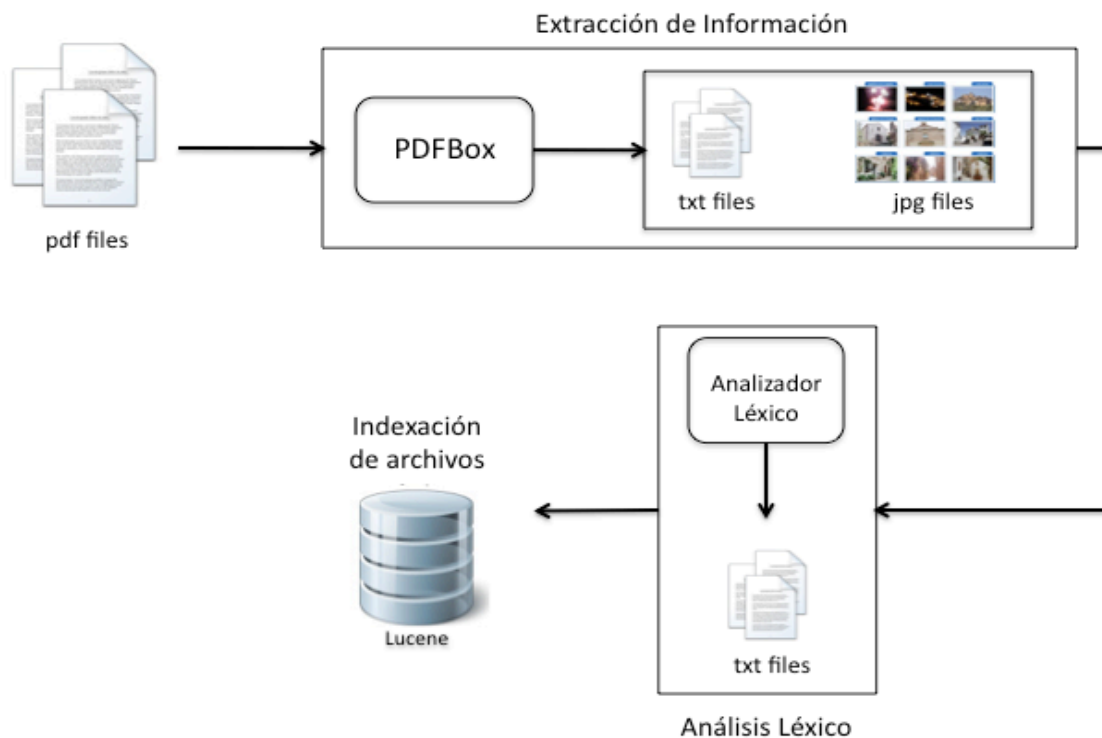 Extracción de Información
PDFBox
txt files
jpg files
pdf files
Analizador
Léxico
Indexación
de archivos
Lucene
txt files
Análisis Léxico